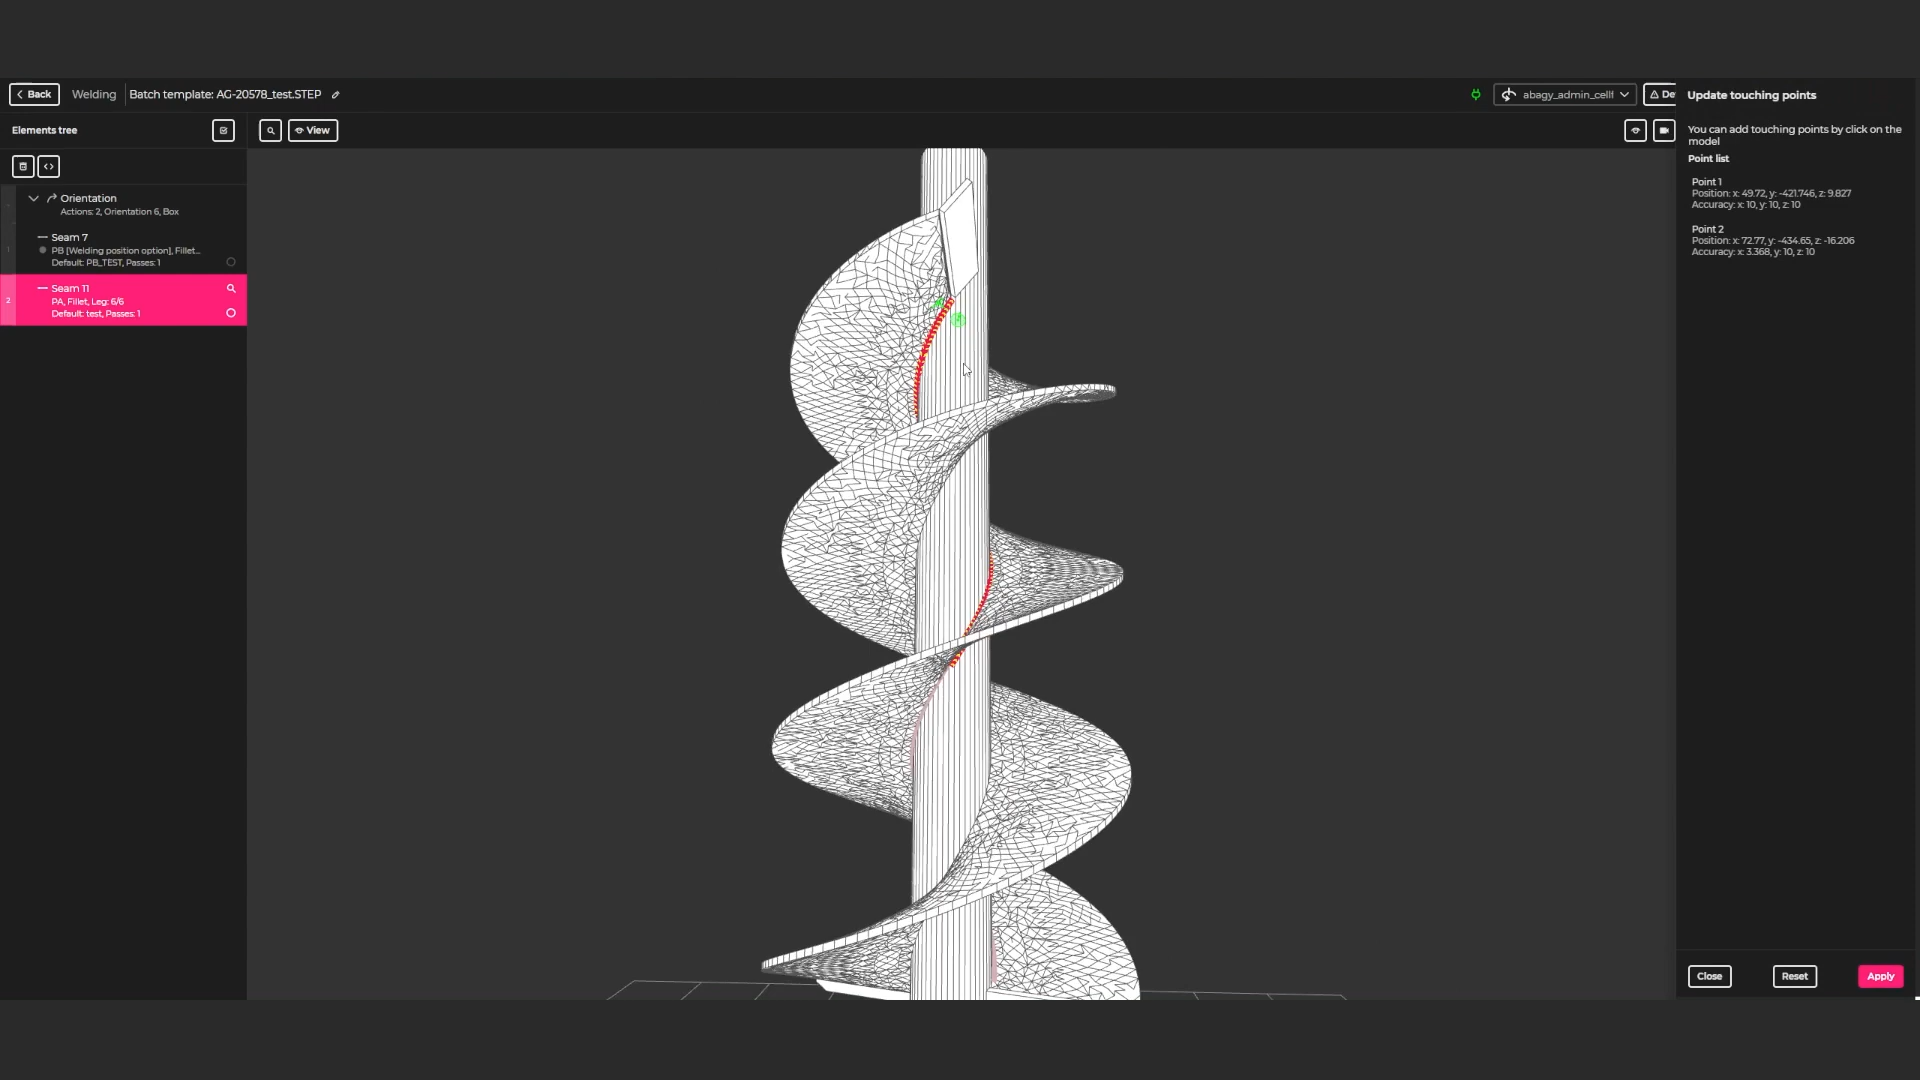 Back
Welding
Batch template: AG-20578_test.STEP
abagy_admin_cell
De
Elements tree
View
Orientation
Actions: 2, Orientation 6, Box
1
Seam 7
PB [Welding position option], Fillet...
Default: PB_TEST, Passes: 1
2
Seam 11
PA, Fillet, Leg: 6/6
Default: test, Passes: 1
Update touching points
You can add touching points by click on the
model
Point list
Point 1
Position: x: 49.72, y: -421.746, z: 9.827
Accuracy: x: 10, y: 10, z: 10
Point 2
Position: x: 72.77, y: -434.65, z: -16.206
Accuracy: x: 3.368, y: 10, z: 10
Close
Reset
Apply